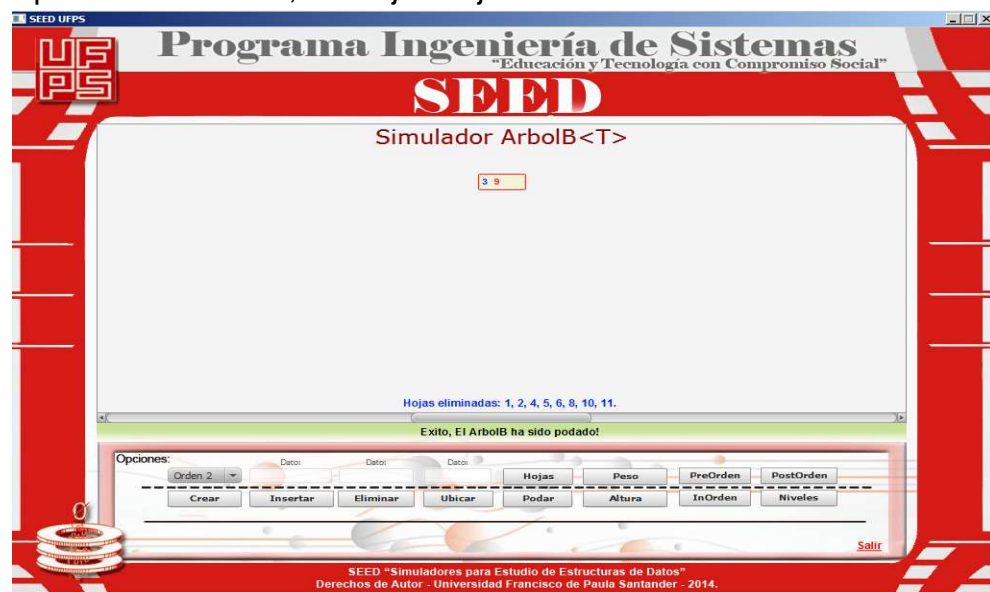 SEED UFPS
UFPS
Programa Ingeniería de Sistemas
“Educación y Tecnología con Compromiso Social”
SEED
Simulador ArbolB<T>
3 9
Hojas eliminadas: 1, 2, 4, 5, 6, 8, 10, 11.
Exito, El ArbolB ha sido podado!
Opciones:
Dato: Dato: Dato:
Orden 2 Hojas Peso PreOrden PostOrden
Crear Insertar Eliminar Ubicar Podar Altura InOrden Niveles
Salir
SEED “Simuladores para Estudio de Estructuras de Datos”
Derechos de Autor - Universidad Francisco de Paula Santander - 2014.